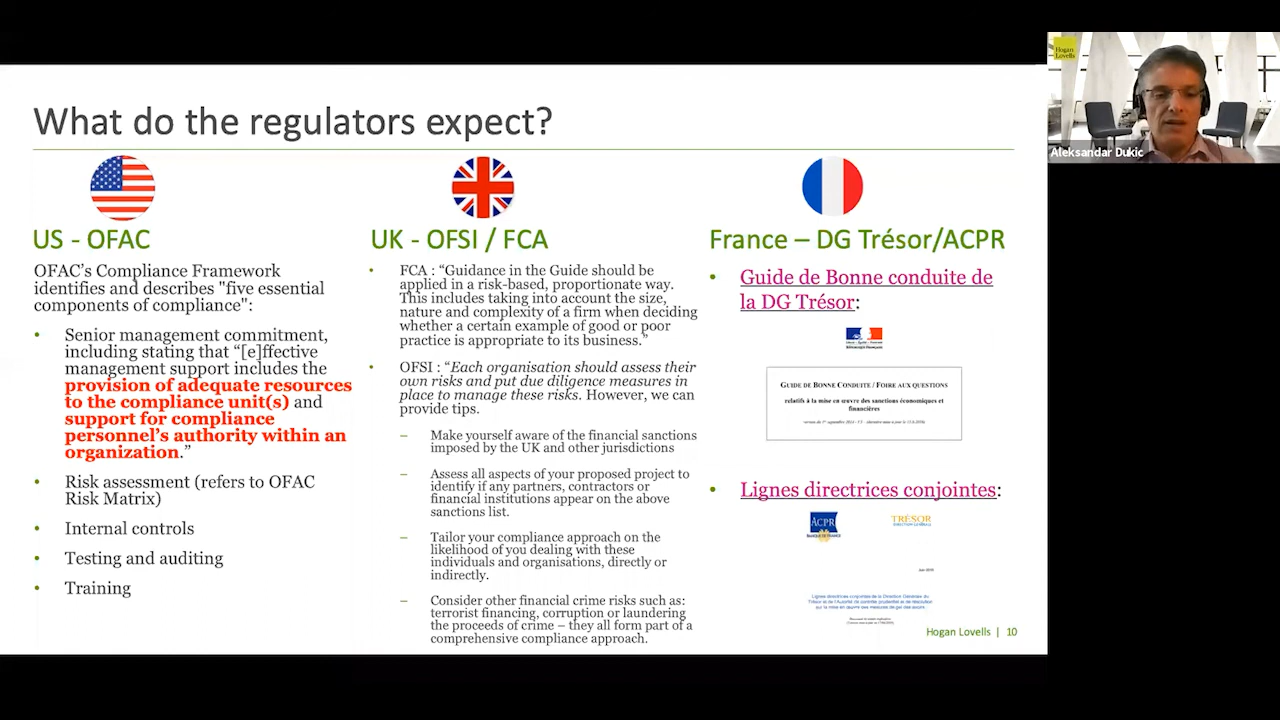 What do the regulators expect?
US - OFAC
OFAC's Compliance Framework
identifies and describes "five essential
components of compliance":
• Senior management commitment,
including stating that "[e]ffective
management support includes the
provision of adequate resources
to the compliance unit(s) and
support for compliance
personnel's authority within an
organization."
• Risk assessment (refers to OFAC
Risk Matrix)
• Internal controls
• Testing and auditing
• Training
UK - OFSI / FCA
• FCA : "Guidance in the Guide should be
applied in a risk-based, proportionate way.
This includes taking into account the size,
nature and complexity of a firm when deciding
whether a certain example of good or poor
practice is appropriate to its business."
• OFSI : "Each organisation should assess their
own risks and put due diligence measures in
place to manage these risks. However, we can
provide tips.
– Make yourself aware of the financial sanctions
imposed by the UK and other jurisdictions
– Assess all aspects of your proposed project to
identify if any partners, contractors or
financial institutions appear on the above
sanctions list.
– Tailor your compliance approach on the
likelihood of you dealing with these
individuals and organisations, directly or
indirectly.
– Consider other financial crime risks such as:
terrorist financing, corruption or laundering
the proceeds of crime – they all form part of a
comprehensive compliance approach.
France – DG Trésor/ACPR
• Guide de Bonne conduite de
la DG Trésor:
RÉPUBLIQUE FRANÇAISE
GUIDE DE BONNE CONDUITE / FOIRE AUX QUESTIONS
relatifs à la mise en œuvre des sanctions économiques et
financières
• Lignes directrices conjointes:
ACPR
BANQUE DE FRANCE
TRÉSOR
DIRECTION GÉNÉRALE
Lignes directrices conjointes de la Direction Générale du
Trésor et de l'Autorité de contrôle prudentiel et de résolution
sur la mise en œuvre des mesures de gel des avoirs
Hogan Lovells | 10
Hogan
Lovells
Aleksandar Dukic